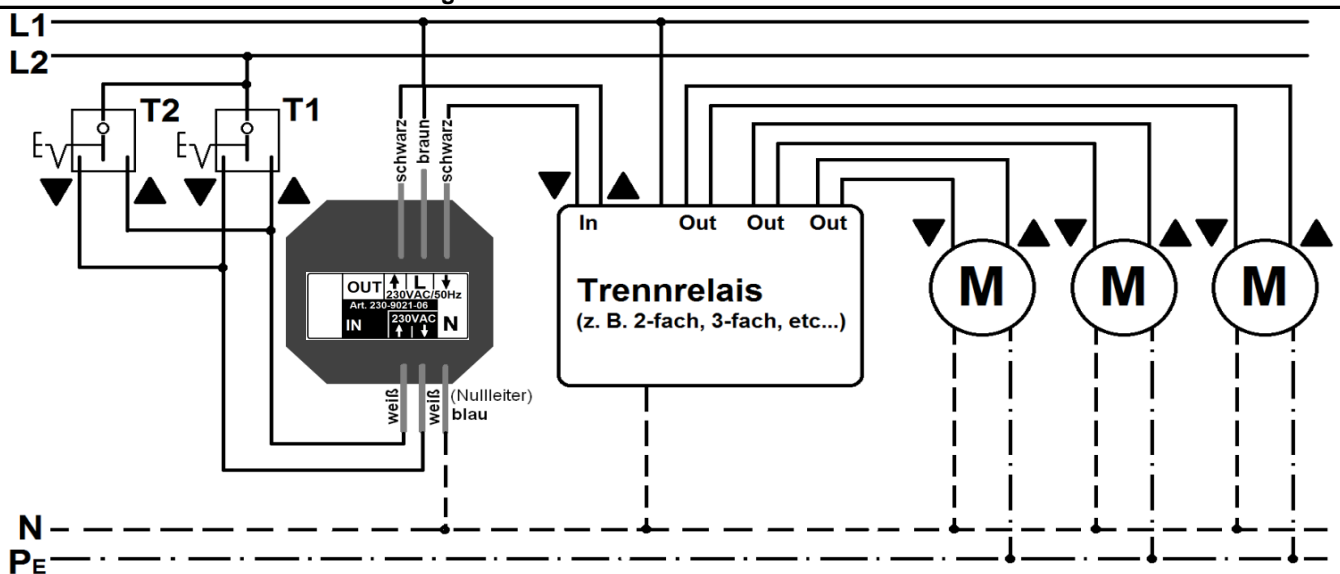 L1
L2
T2
T1
schwarz
braun
schwarz
In
Out
Out
Out
Trennrelais
(z. B. 2-fach, 3-fach, etc...)
M
M
M
OUT
L
230VAC/50Hz
Art. 230-9021-06
IN
230VAC
N
weiß
weiß
(Nullleiter)
blau
N
PE